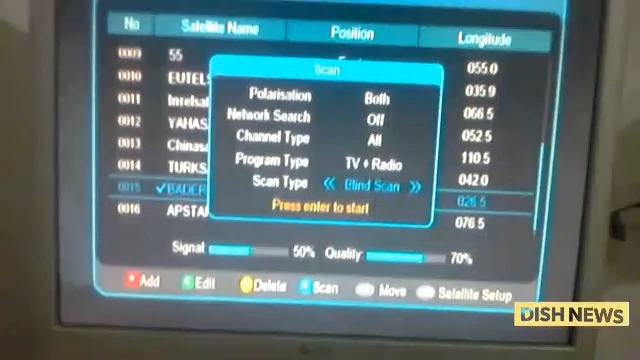 No Satellite Name Position Longitude
0009 55 055.0
0010 EUTELS 035.9
0011 Intelsat 066.5
0012 YAHAS 052.5
0013 Chinasa 110.5
0014 TURKS 042.0
0015 BADER 026.5
0016 APSTA 076.5
Scan
Polarisation Both
Network Search Off
Channel Type All
Program Type TV + Radio
Scan Type Blind Scan
Press enter to start
Signal 50% Quality 70%
Add Edit Delete Scan Move Satellite Setup
DISH NEWS